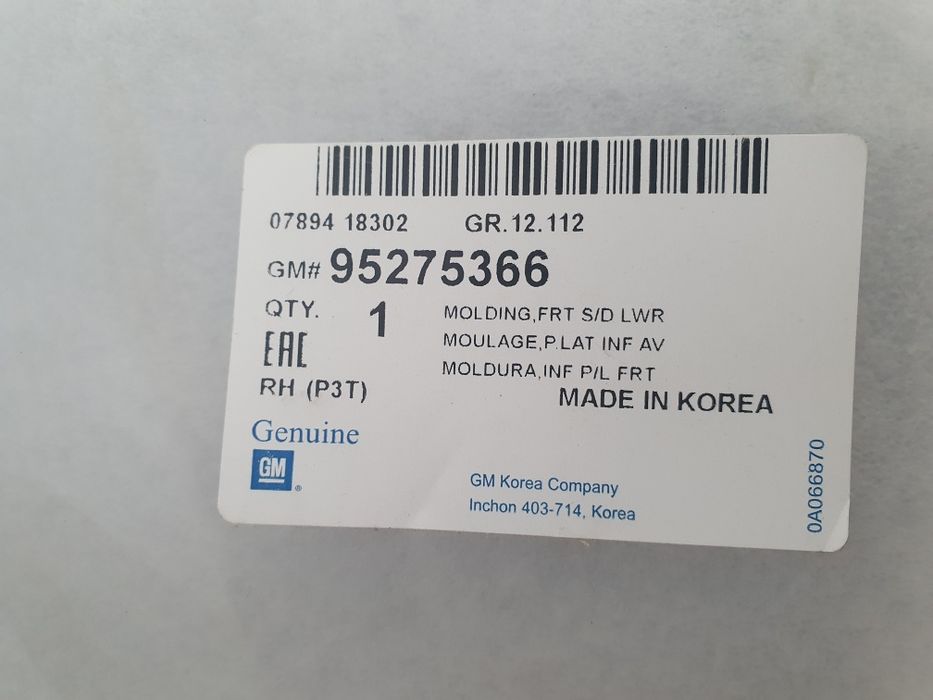 07894 18302 GR.12.112
GM# 95275366
QTY. 1
MOLDING,FRT S/D LWR
MOULAGE,P.LAT INF AV
MOLDURA,INF P/L FRT
EAC
RH (P3T)
MADE IN KOREA
Genuine
GM®
GM Korea Company
Inchon 403-714, Korea
0A066870